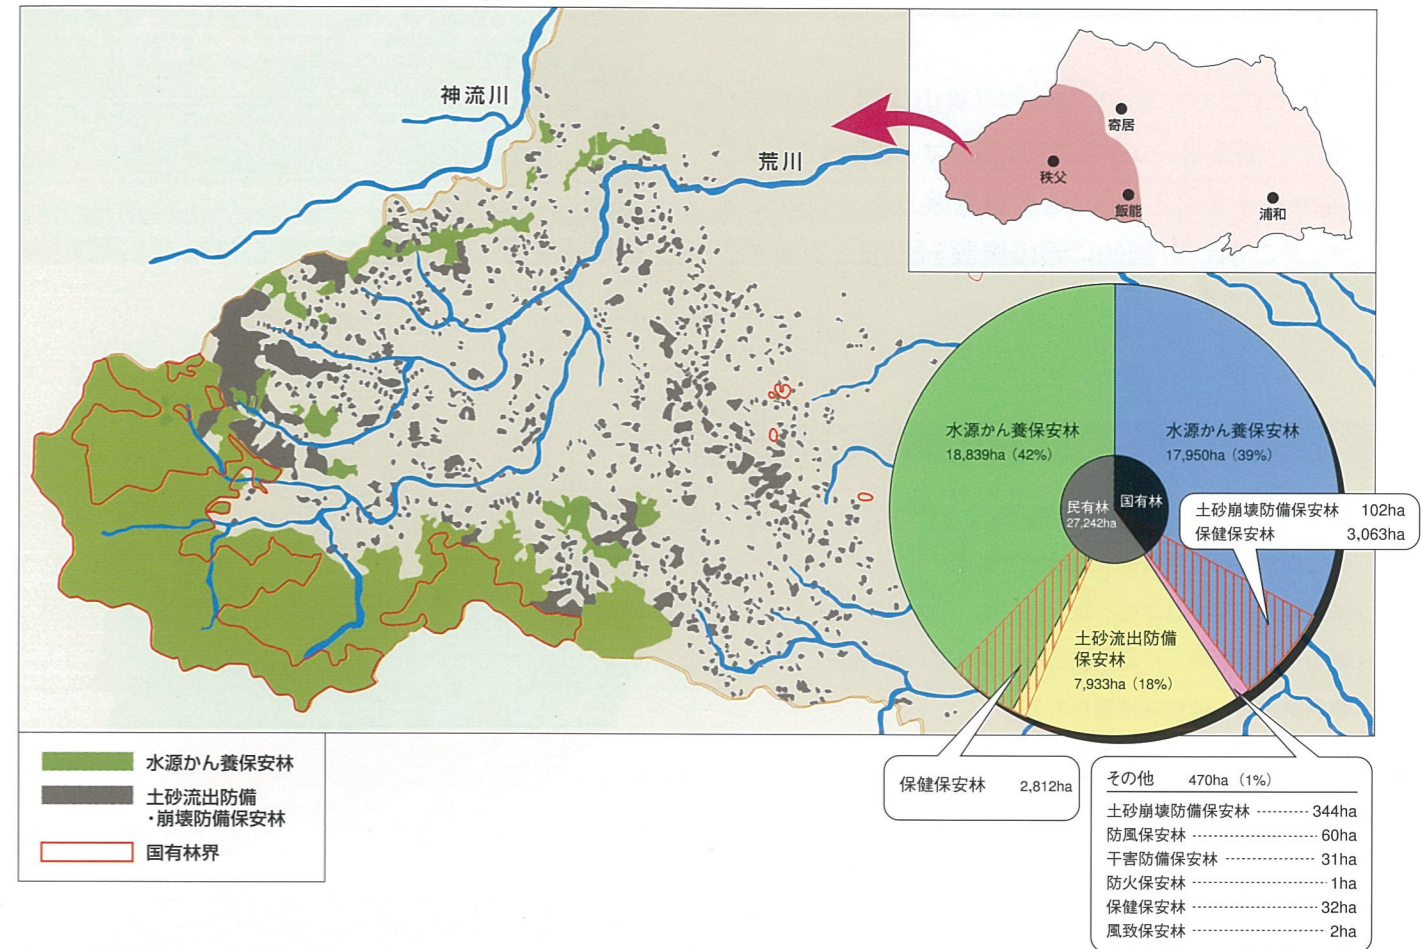 神流川
荒川
寄居
秩父
飯能
浦和
水源かん養保安林
18,839ha(42%)
水源かん養保安林
17,950ha(39%)
民有林
27,242ha
国有林
土砂崩壊防備保安林 102ha
保健保安林 3,063ha
土砂流出防備
保安林
7,933ha(18%)
保健保安林 2,812ha
その他 470ha (1%)
土砂崩壊防備保安林 344ha
防風保安林 60ha
干害防備保安林 31ha
防火保安林 1ha
保健保安林 32ha
風致保安林 2ha
水源かん養保安林
土砂流出防備
・崩壊防備保安林
国有林界